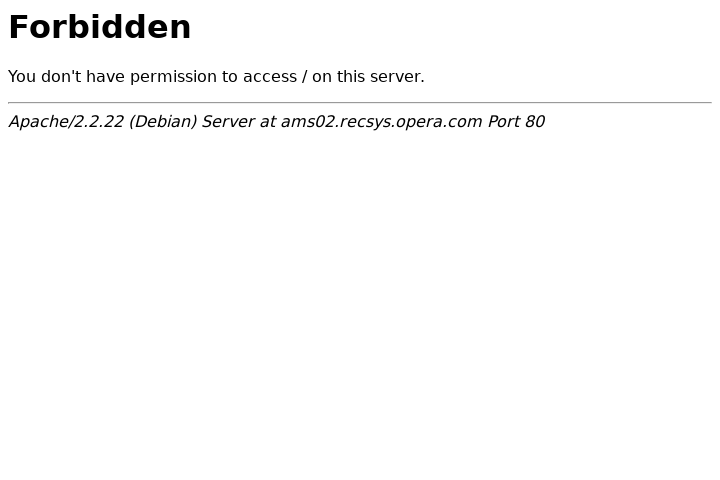 Forbidden
You don't have permission to access / on this server.
Apache/2.2.22 (Debian) Server at ams02.recsys.opera.com Port 80